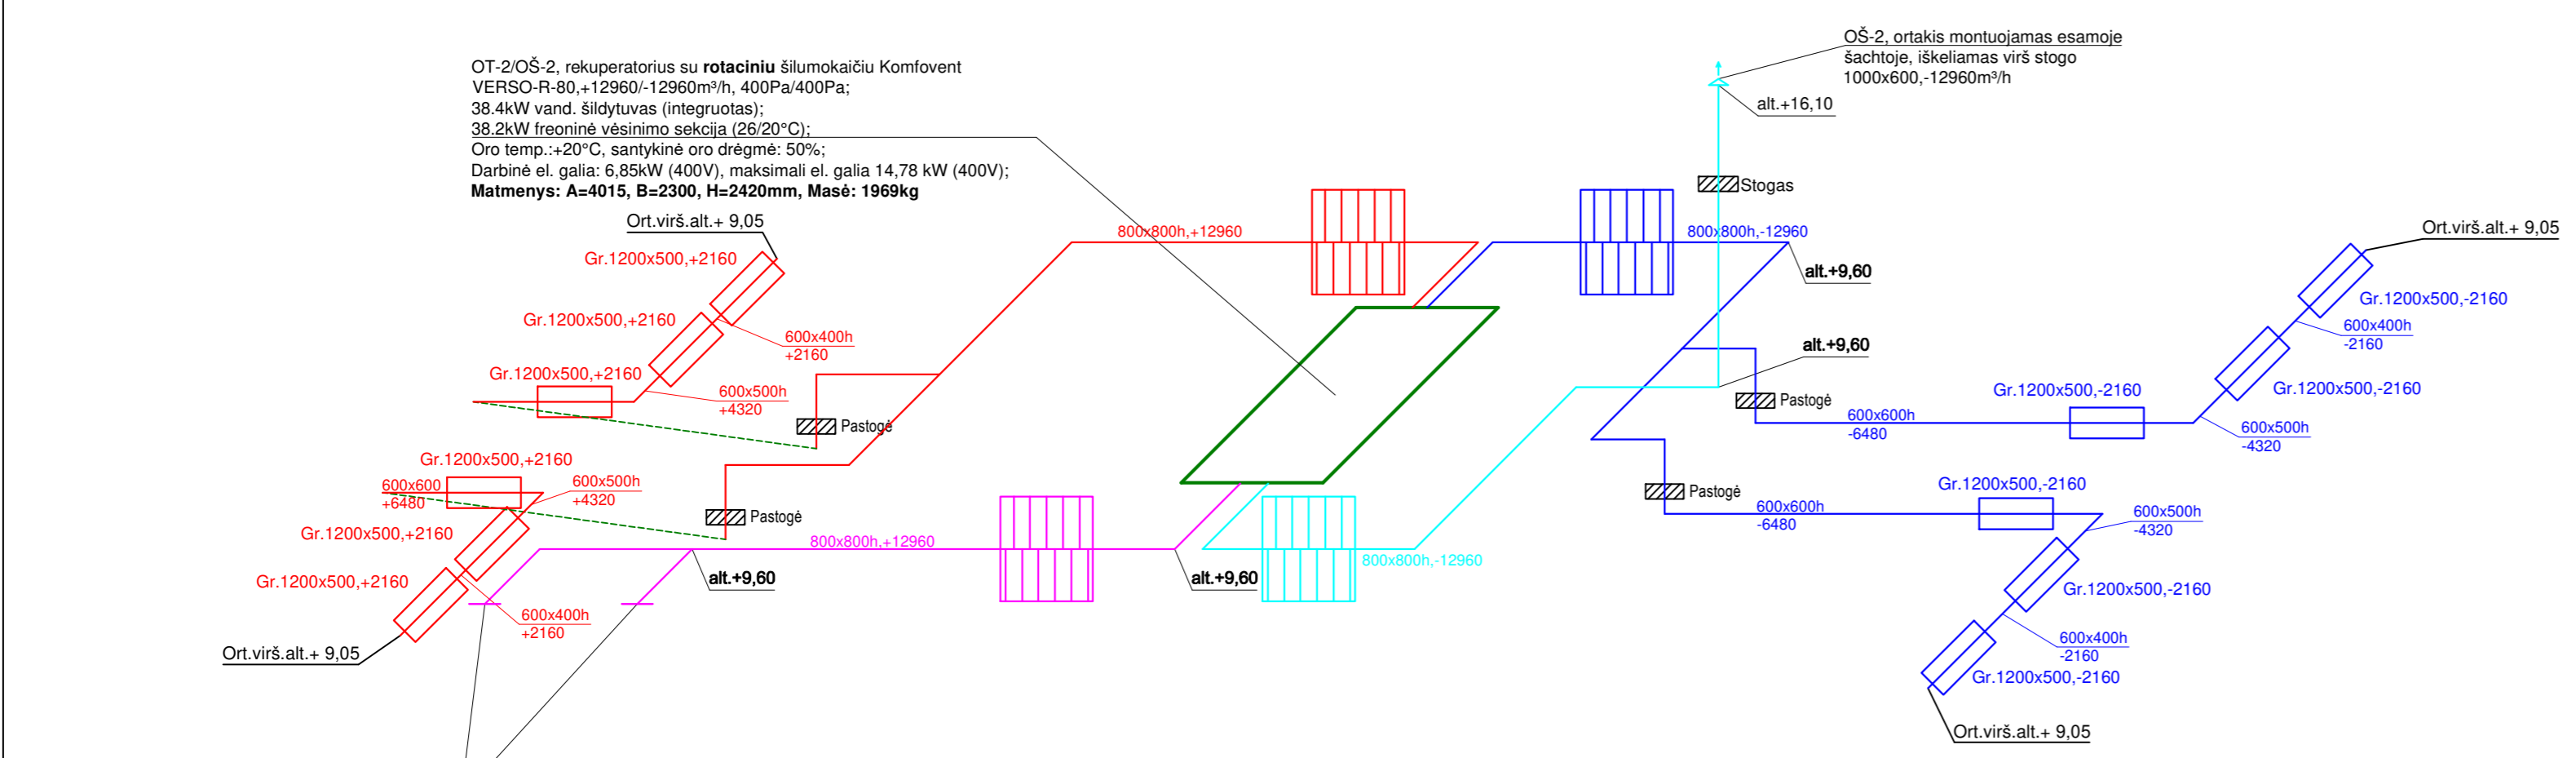 OT-2/OŠ-2, rekuperatorius su rotaciniu šilumokaičiu Komfovent
VERSO-R-80,+12960/-12960m³/h, 400Pa/400Pa;
38.4kW vand. šildytuvas (integruotas);
38.2kW freoninė vėsinimo sekcija (26/20°C);
Oro temp.:+20°C, santykinė oro drėgmė: 50%;
Darbinė el. galia: 6,85kW (400V), maksimali el. galia 14,78 kW (400V);
Matmenys: A=4015, B=2300, H=2420mm, Masė: 1969kg
OŠ-2, ortakis montuojamas esamoje
šachtoje, iškeliamas virš stogo
1000x600,-12960m³/h
alt.+16,10
Stogas
Ort.virš.alt.+ 9,05
Gr.1200x500,+2160
Gr.1200x500,+2160
600x400h
+2160
Gr.1200x500,+2160
600x500h
+4320
Pastogė
800x800h,+12960
800x800h,-12960
alt.+9,60
alt.+9,60
Ort.virš.alt.+ 9,05
Gr.1200x500,-2160
600x400h
-2160
Gr.1200x500,-2160
Gr.1200x500,-2160
Pastogė
600x600h
-6480
600x500h
-4320
Gr.1200x500,+2160
600x600
+6480
600x500h
+4320
Pastogė
Gr.1200x500,+2160
Gr.1200x500,+2160
600x400h
+2160
Ort.virš.alt.+ 9,05
800x800h,+12960
alt.+9,60
alt.+9,60
800x800h,-12960
Pastogė
600x600h
-6480
Gr.1200x500,-2160
600x500h
-4320
Gr.1200x500,-2160
600x400h
-2160
Gr.1200x500,-2160
Ort.virš.alt.+ 9,05